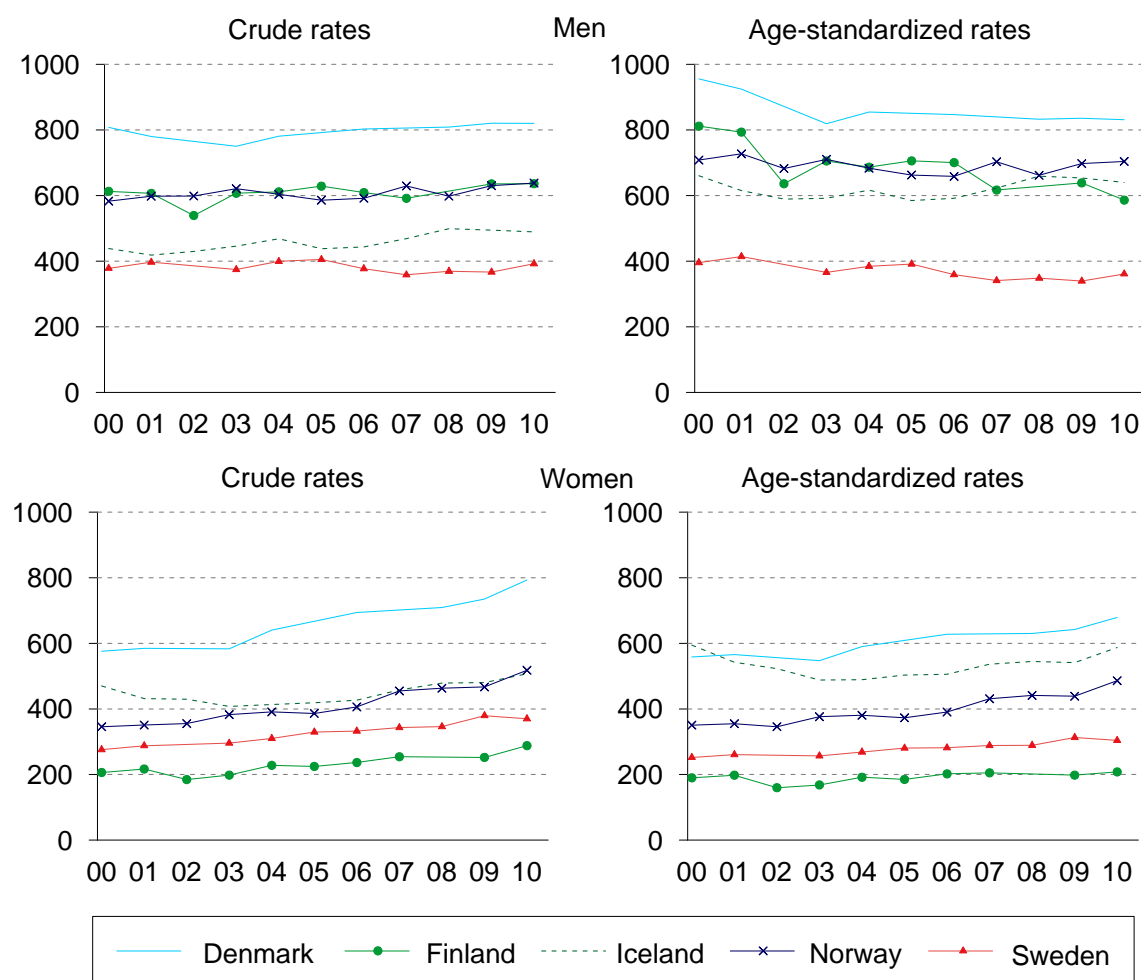 Crude rates Men Age-standardized rates
1000 1000
800 800
600 600
400 400
200 200
0 0
00 01 02 03 04 05 06 07 08 09 10 00 01 02 03 04 05 06 07 08 09 10
Crude rates Women Age-standardized rates
1000 1000
800 800
600 600
400 400
200 200
0 0
00 01 02 03 04 05 06 07 08 09 10 00 01 02 03 04 05 06 07 08 09 10
Denmark Finland Iceland Norway Sweden